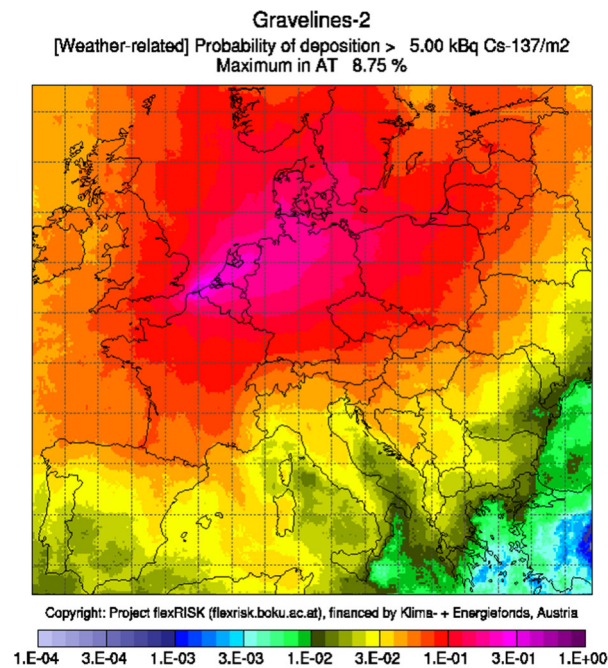 Gravelines-2
[Weather-related] Probability of deposition > 5.00 kBq Cs-137/m2
Maximum in AT 8.75 %
Copyright: Project flexRISK (flexrisk.boku.ac.at), financed by Klima- + Energiefonds, Austria
1.E-04 3.E-04 1.E-03 3.E-03 1.E-02 3.E-02 1.E-01 3.E-01 1.E+00